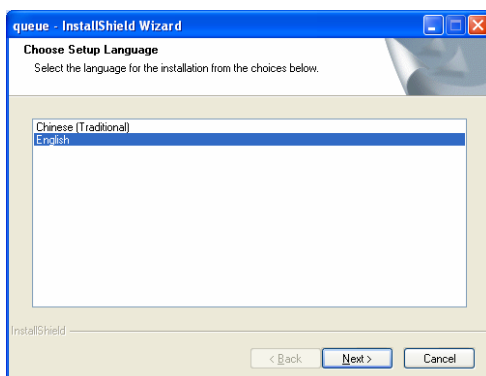 queue - InstallShield Wizard
Choose Setup Language
Select the language for the installation from the choices below.
Chinese (Traditional)
English
InstallShield
< Back
Next >
Cancel